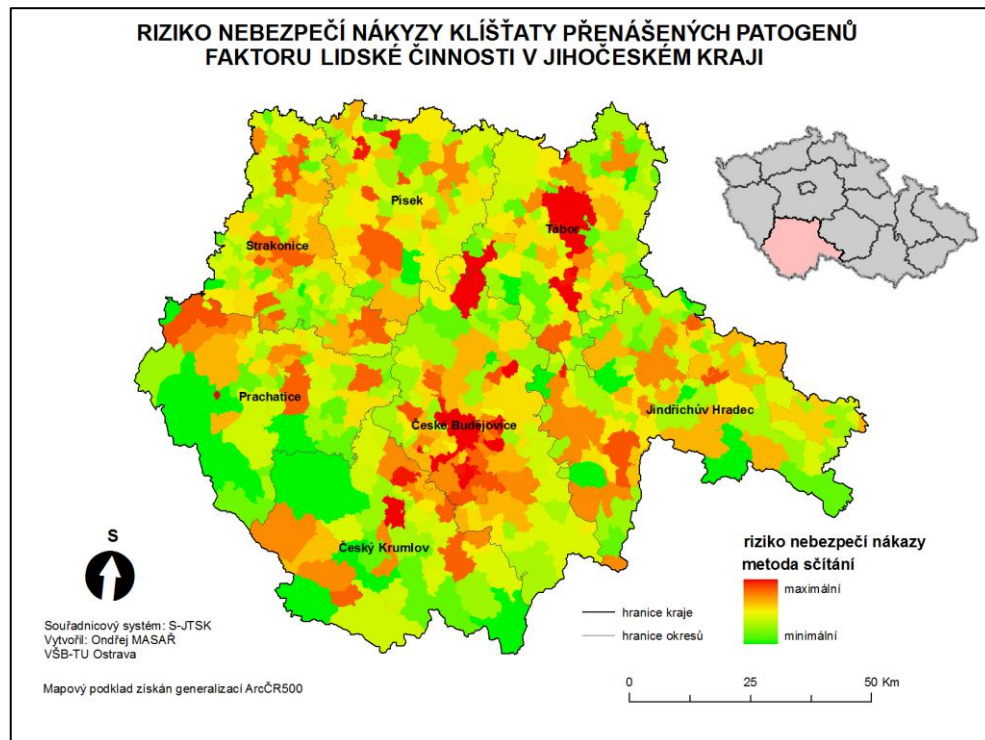 RIZIKO NEBEZPEČÍ NÁKYZY KLÍŠŤATY PŘENÁŠENÝCH PATOGENŮ
FAKTORU LIDSKÉ ČINNOSTI V JIHOČESKÉM KRAJI
Písek
Tábor
Strakonice
Prachatice
České Budějovice
Jindřichův Hradec
Český Krumlov
S
Souřadnicový systém: S-JTSK
Vytvořil: Ondřej MASAŘ
VŠB-TU Ostrava
Mapový podklad získán generalizací ArcČR500
hranice kraje
hranice okresů
riziko nebezpečí nákazy
metoda sčítání
maximální
minimální
0 25 50 Km